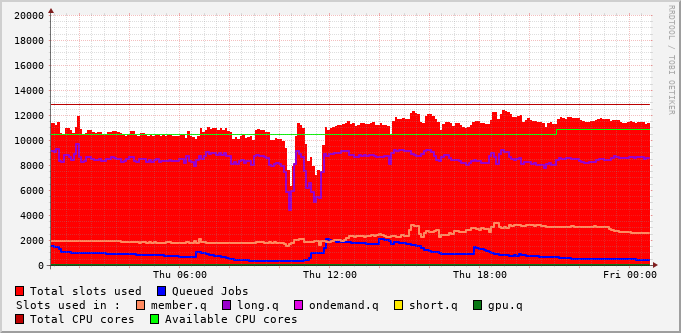 20000
18000
16000
14000
12000
10000
8000
6000
4000
2000
0
Thu 06:00 Thu 12:00 Thu 18:00 Fri 00:00
RRDTOOL / TOBI OETIKER
Total slots used Queued Jobs
Slots used in : member.q long.q ondemand.q short.q gpu.q
Total CPU cores Available CPU cores